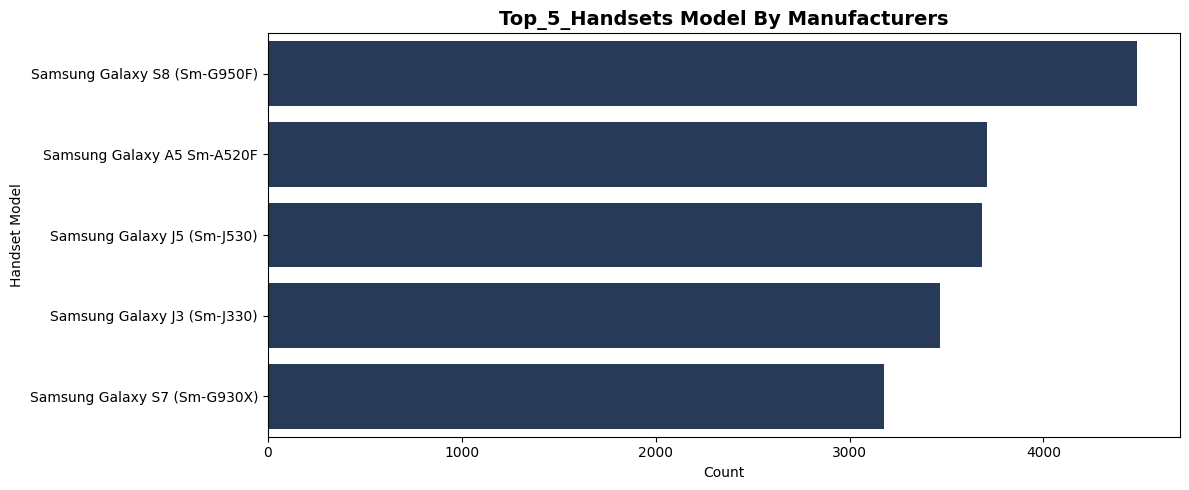 Top_5_Handsets Model By Manufacturers
Samsung Galaxy S8 (Sm-G950F)
Samsung Galaxy A5 Sm-A520F
Samsung Galaxy J5 (Sm-J530)
Samsung Galaxy J3 (Sm-J330)
Samsung Galaxy S7 (Sm-G930X)
Handset Model
0 1000 2000 3000 4000
Count